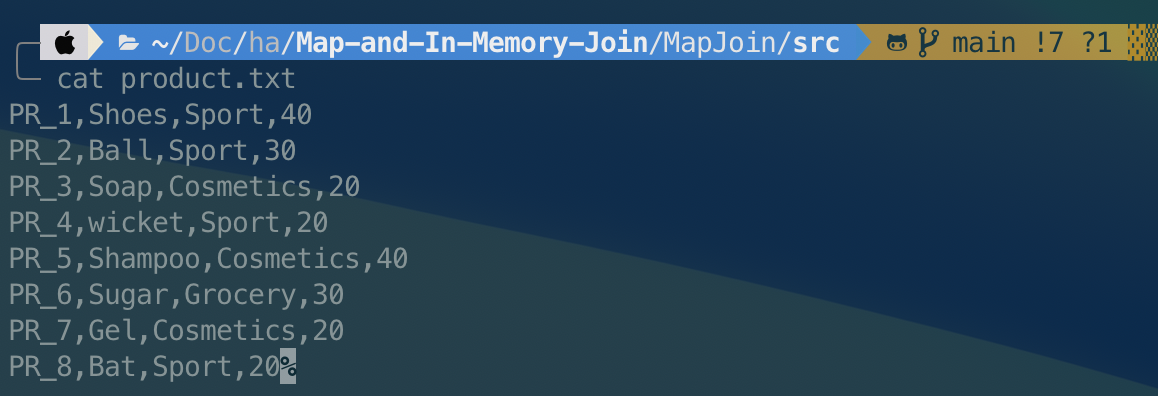 ~/Doc/ha/Map-and-In-Memory-Join/MapJoin/src main !7 ?1
cat product.txt
PR_1,Shoes,Sport,40
PR_2,Ball,Sport,30
PR_3,Soap,Cosmetics,20
PR_4,wicket,Sport,20
PR_5,Shampoo,Cosmetics,40
PR_6,Sugar,Grocery,30
PR_7,Gel,Cosmetics,20
PR_8,Bat,Sport,20%